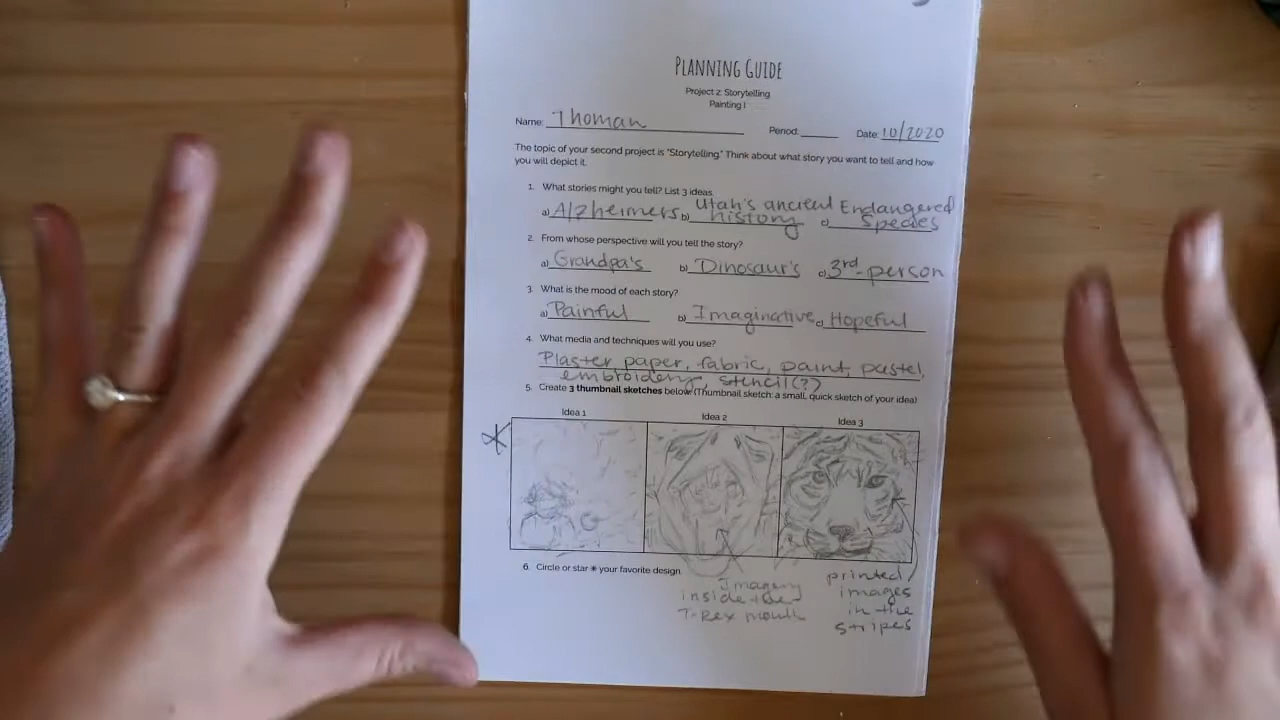 PLANNING GUIDE
Project 2: Storytelling
Painting I
Name: Thoman Period: Date: 10/2020
The topic of your second project is "Storytelling." Think about what story you want to tell and how
you will depict it.
1. What stories might you tell? List 3 ideas.
a) Alzheimers b) Utah's ancient history c) Endangered Species
2. From whose perspective will you tell the story?
a) Grandpa's b) Dinosaur's c) 3rd-person
3. What is the mood of each story?
a) Painful b) Imaginative c) Hopeful
4. What media and techniques will you use?
Plaster, paper, fabric, paint, pastel,
embroidery, stencil(?)
5. Create 3 thumbnail sketches below (Thumbnail sketch: a small, quick sketch of your idea)
Idea 1 Idea 2 Idea 3
6. Circle or star * your favorite design.
Imagery
inside the
T-Rex mouth
printed
images
in the
stripes